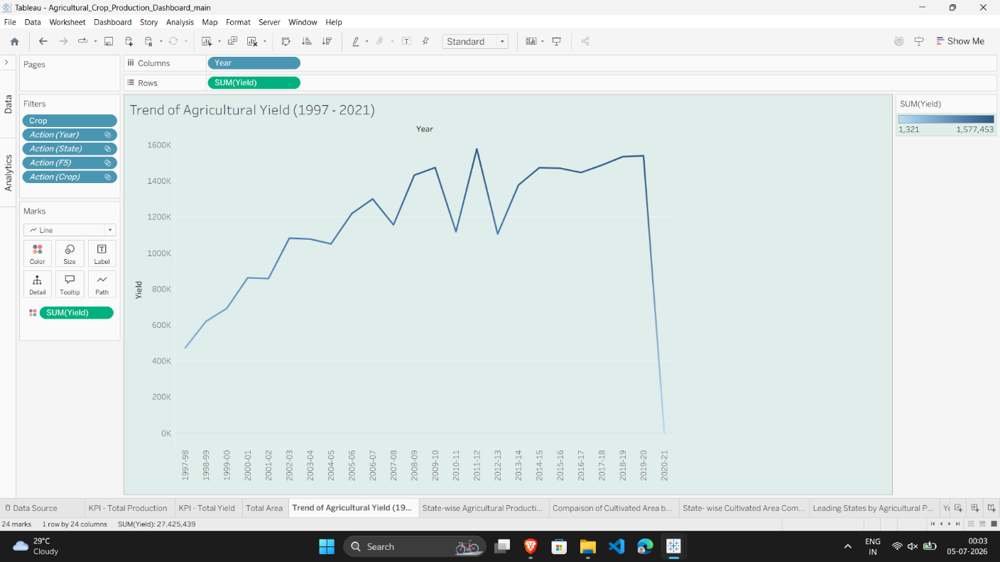 Tableau - Agricultural_Crop_Production_Dashboard_main
File Data Worksheet Dashboard Story Analysis Map Format Server Window Help
Standard
Show Me
Pages
Columns
Year
Rows
SUM(Yield)
Data
Analytics
Filters
Crop
Action (Year)
Action (State)
Action (F5)
Action (Crop)
Marks
Line
Color Size Label
Detail Tooltip Path
SUM(Yield)
Trend of Agricultural Yield (1997 - 2021)
Year
Yield
1600K
1400K
1200K
1000K
800K
600K
400K
200K
0K
1997-98
1998-99
1999-00
2000-01
2001-02
2002-03
2003-04
2004-05
2005-06
2006-07
2007-08
2008-09
2009-10
2010-11
2011-12
2012-13
2013-14
2014-15
2015-16
2016-17
2017-18
2018-19
2019-20
2020-21
SUM(Yield)
1,321 1,577,453
Data Source KPI - Total Production KPI - Total Yield Total Area Trend of Agricultural Yield (19... State-wise Agricultural Producti... Compaison of Cultivated Area b... State- wise Cultivated Area Com... Leading States by Agricultural P...
24 marks 1 row by 24 columns SUM(Yield): 27,425,439
29°C
Cloudy
Search
ENG
IN
00:03
05-07-2026